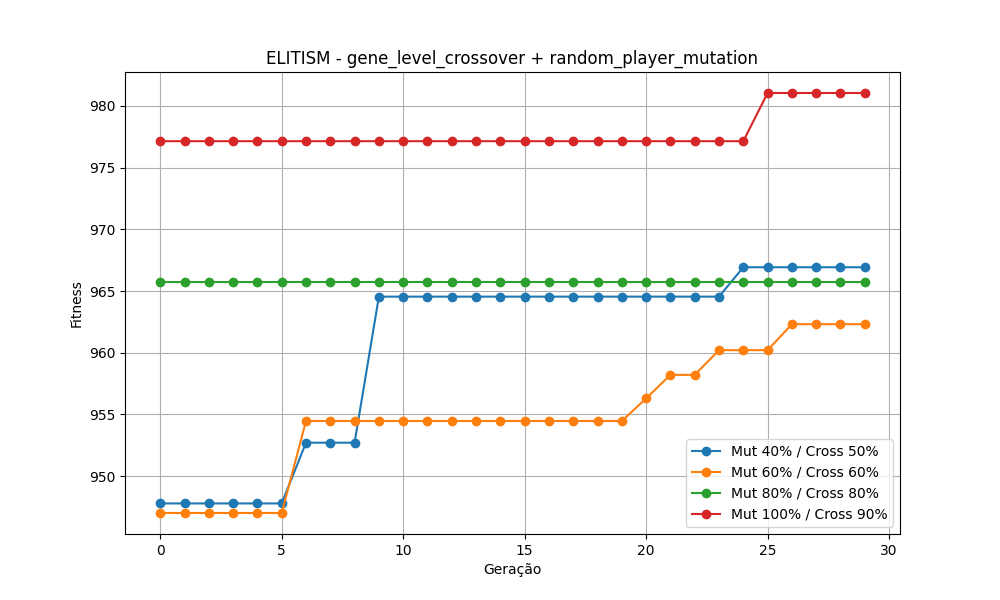 ELITISM - gene_level_crossover + random_player_mutation
Fitness
980
975
970
965
960
955
950
0 5 10 15 20 25 30
Geração
Mut 40% / Cross 50%
Mut 60% / Cross 60%
Mut 80% / Cross 80%
Mut 100% / Cross 90%